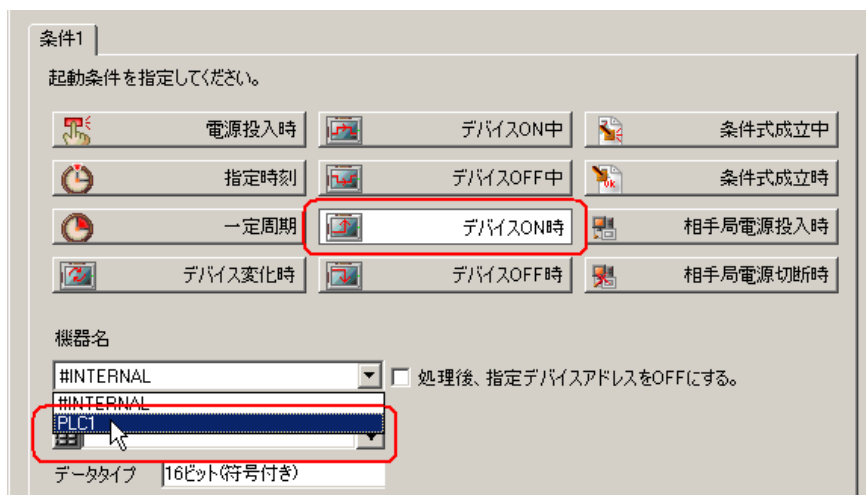 条件1
起動条件を指定してください。
電源投入時 デバイスON中 条件式成立中
指定時刻 デバイスOFF中 条件式成立時
一定周期 デバイスON時 相手局電源投入時
デバイス変化時 デバイスOFF時 相手局電源切断時
機器名
#INTERNAL 処理後、指定デバイスアドレスをOFFにする。
#INTERNAL
PLC1
データタイプ 16ビット(符号付き)